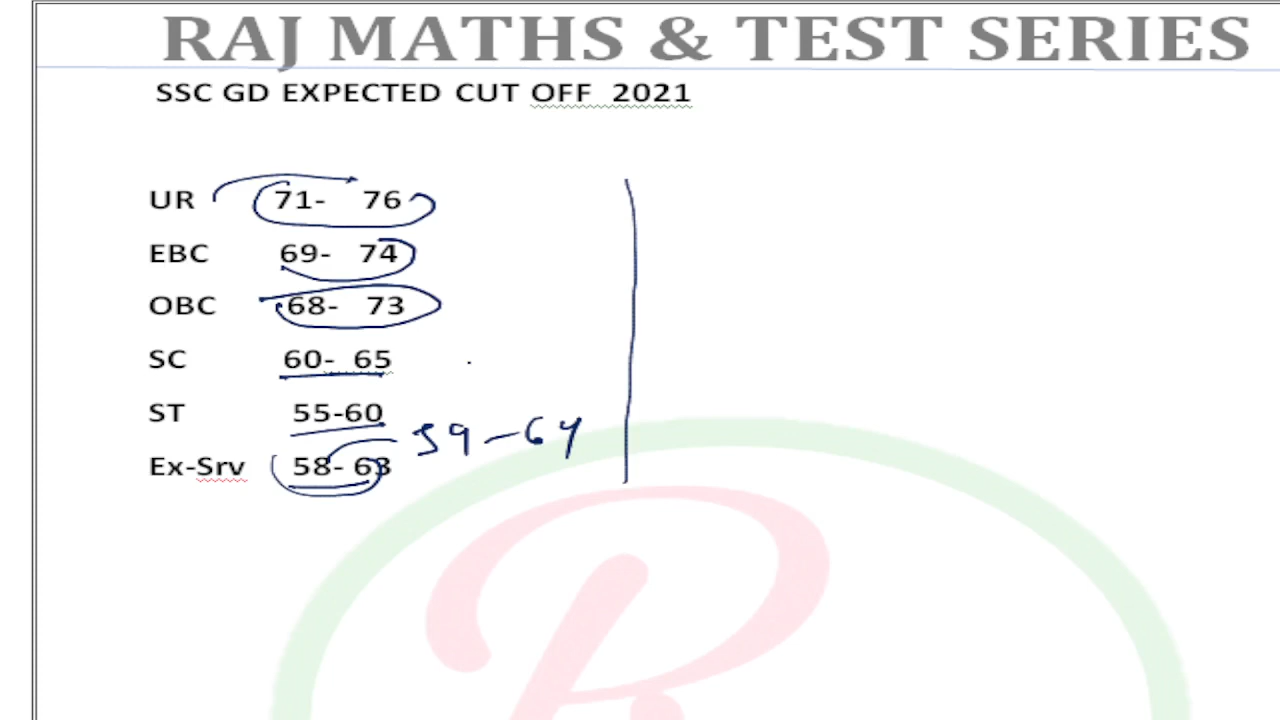 RAJ MATHS & TEST SERIES
SSC GD EXPECTED CUT OFF 2021
UR 71- 76
EBC 69- 74
OBC 68- 73
SC 60- 65
ST 55-60
59-64
Ex-Srv 58- 63